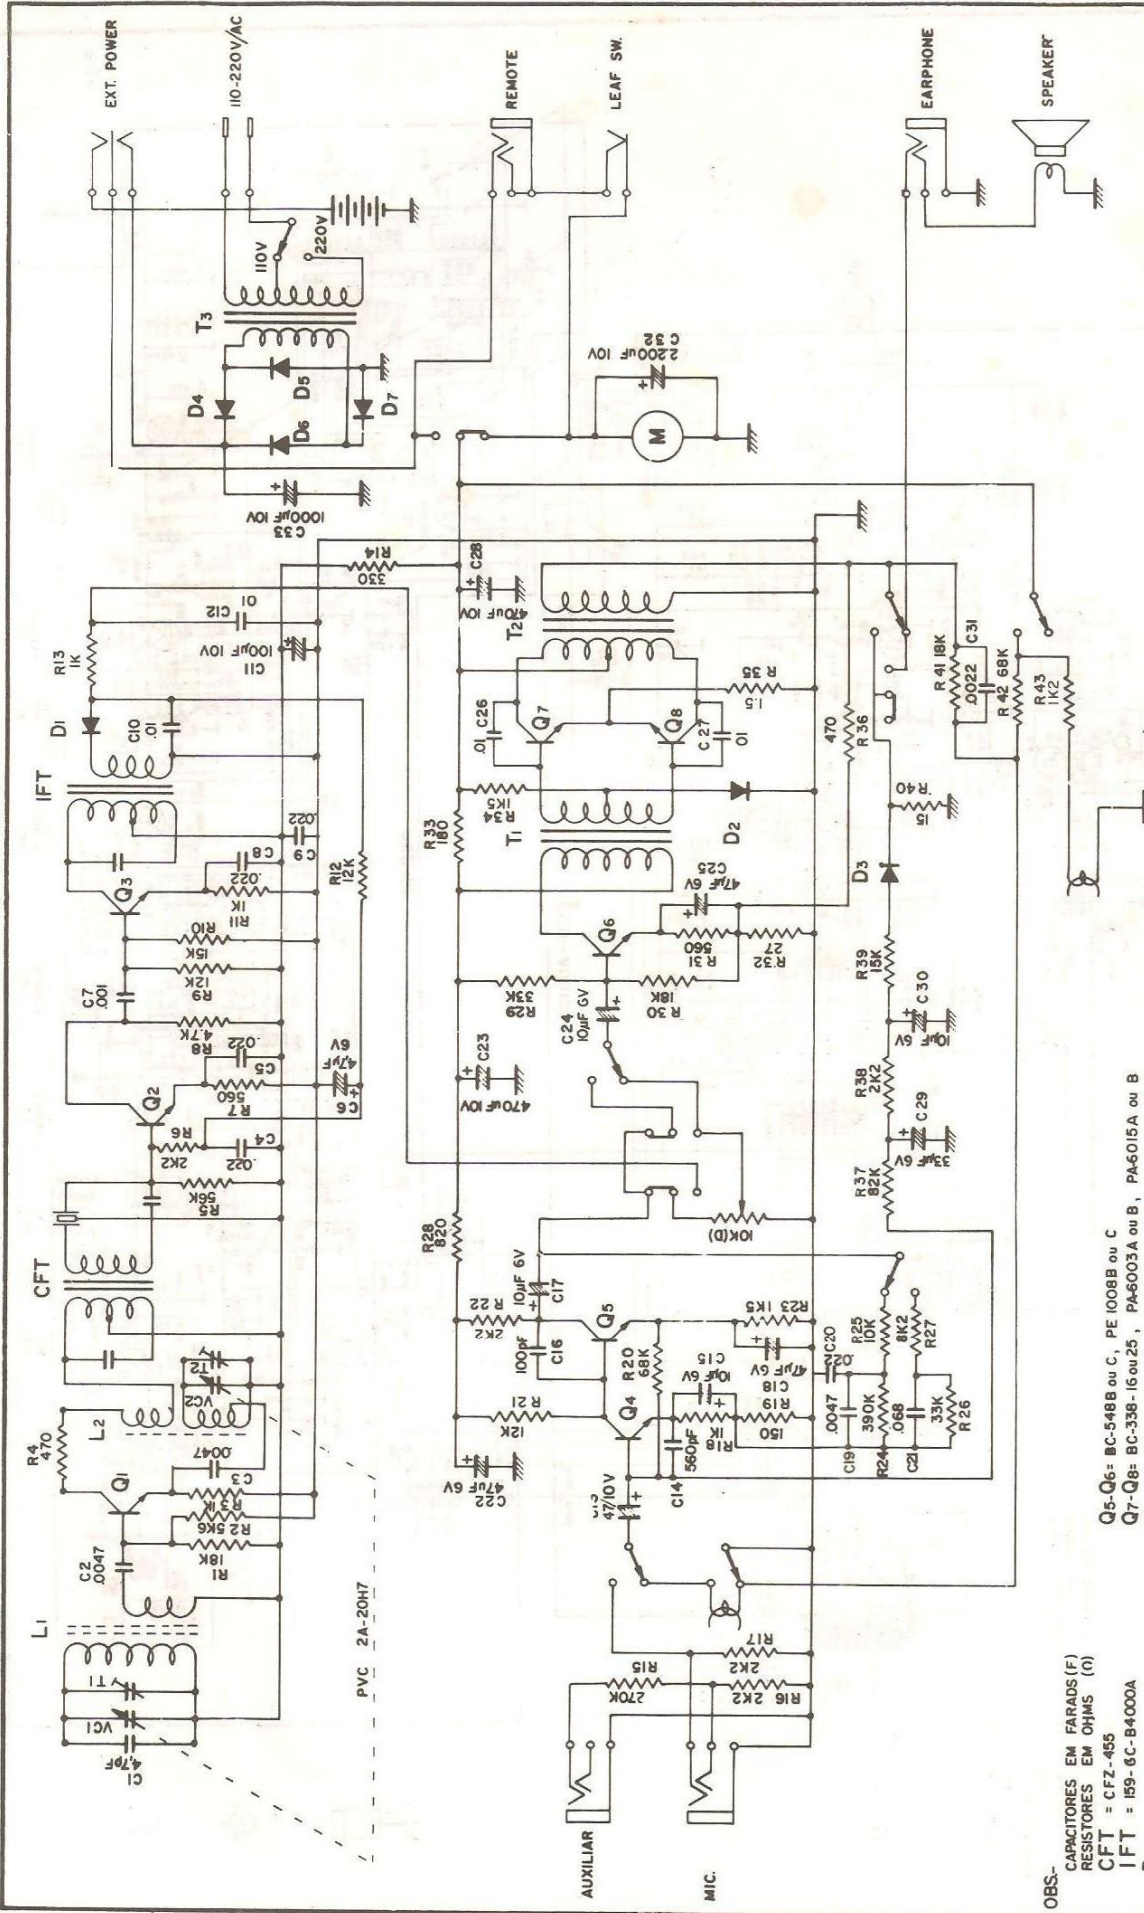 EXT. POWER
110-220V/AC
REMOTE
LEAF SW.
EARPHONE
SPEAKER
110V
220V
T3
D4
D5
D6
D7
C33
1000µF 10V
M
C32
2.200uF 10V
L1
C1
4,7PF
VC1
T1
C2
.0047
R1
18K
R2 5K6
R3 1K
C3
.0047
Q1
R4
470
L2
VC2
T2
PVC 2A-20H7
CFT
R5
56K
R6
2K2
C4
.022
Q2
R7
560
C5
.022
C6
47µF
6V
R8
4.7K
C7
.001
R9
12K
R10
15K
Q3
R11
1K
C8
.022
C9
.022
R12
12K
IFT
D1
C10
.01
R13
1K
C11
100µF 10V
C12
01
R14
330
AUXILIAR
MIC.
R15
270K
R16 2K2
R17
2K2
47/10V
C14
560pF
Q4
R18
1K
C15
10µF 6V
R19
150
R20
68K
R21
12K
C22
47uF 6V
R22
2K2
C16
100pF
C17
10µF 6V
Q5
C18
47µF 6V
R23 1K5
C19
.0047
C20
.022
R24
390K
R25
10K
C21
.068
R26
33K
R27
8K2
R28
820
10K(D)
C23
470uF 10V
C24
10µF 6V
R29
33K
R30
18K
Q6
R31
560
R32
27
C25
47µF 6V
R33
180
T1
R34
1K5
D2
C26
.01
Q7
Q8
C27
.01
R35
1.5
T2
C28
470uF 10V
R36
470
R37
82K
C29
33µF 6V
R38
2K2
C30
10µF 6V
R39
15K
D3
R40
15
R41 18K
.0022
C31
R42 68K
R43
1K2
OBS.-
CAPACITORES EM FARADS (F)
RESISTORES EM OHMS (Ω)
CFT = CFZ-455
IFT = 159-6C-B4000A
Q5-Q6= BC-548B ou C, PE 1008B ou C
Q7-Q8= BC-338-16 ou 25, PA6003A ou B, PA-6015A ou B